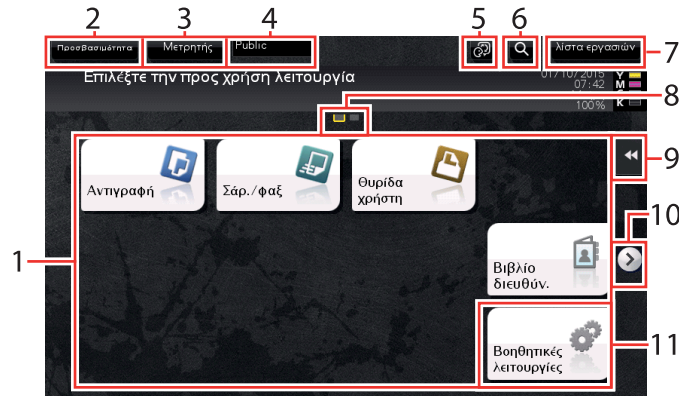 2 3 4 5 6
Προσβασιμότητα Μετρητής Public λίστα εργασιών 7
Επιλέξτε την προς χρήση λειτουργία
01/10/2015 Y
07:42 M
100% K
8
9
Αντιγραφή Σάρ./φαξ Θυρίδα
χρήστη
10
1
Βιβλίο
διευθύν.
11
Βοηθητικές
λειτουργίες